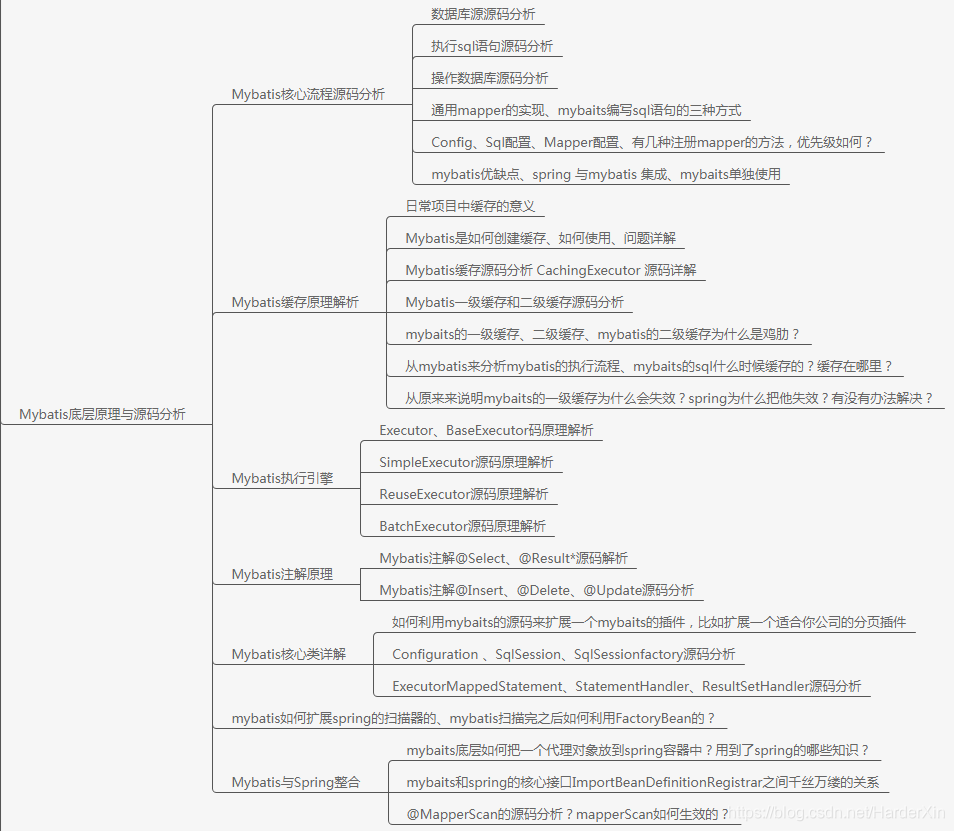 数据库源源码分析
执行sql语句源码分析
操作数据库源码分析
Mybatis核心流程源码分析
通用mapper的实现、mybaits编写sql语句的三种方式
Config、Sql配置、Mapper配置、有几种注册mapper的方法，优先级如何？
mybatis优缺点、spring 与mybatis 集成、mybaits单独使用
日常项目中缓存的意义
Mybatis是如何创建缓存、如何使用、问题详解
Mybatis缓存源码分析 CachingExecutor 源码详解
Mybatis缓存原理解析
Mybatis一级缓存和二级缓存源码分析
mybaits的一级缓存、二级缓存、mybatis的二级缓存为什么是鸡肋？
从mybatis来分析mybatis的执行流程、mybaits的sql什么时候缓存的？缓存在哪里？
从原来来说明mybaits的一级缓存为什么会失效？spring为什么把他失效？有没有办法解决？
Mybatis底层原理与源码分析
Executor、BaseExecutor码原理解析
SimpleExecutor源码原理解析
Mybatis执行引擎
ReuseExecutor源码原理解析
BatchExecutor源码原理解析
Mybatis注解@Select、@Result*源码解析
Mybatis注解原理
Mybatis注解@Insert、@Delete、@Update源码分析
如何利用mybaits的源码来扩展一个mybaits的插件，比如扩展一个适合你公司的分页插件
Mybatis核心类详解
Configuration 、SqlSession、SqlSessionfactory源码分析
ExecutorMappedStatement、StatementHandler、ResultSetHandler源码分析
mybatis如何扩展spring的扫描器的、mybatis扫描完之后如何利用FactoryBean的？
mybaits底层如何把一个代理对象放到spring容器中？用到了spring的哪些知识？
Mybatis与Spring整合
mybaits和spring的核心接口ImportBeanDefinitionRegistrar之间千丝万缕的关系
@MapperScan的源码分析？mapperScan如何生效的？
https://blog.csdn.net/HarderXin